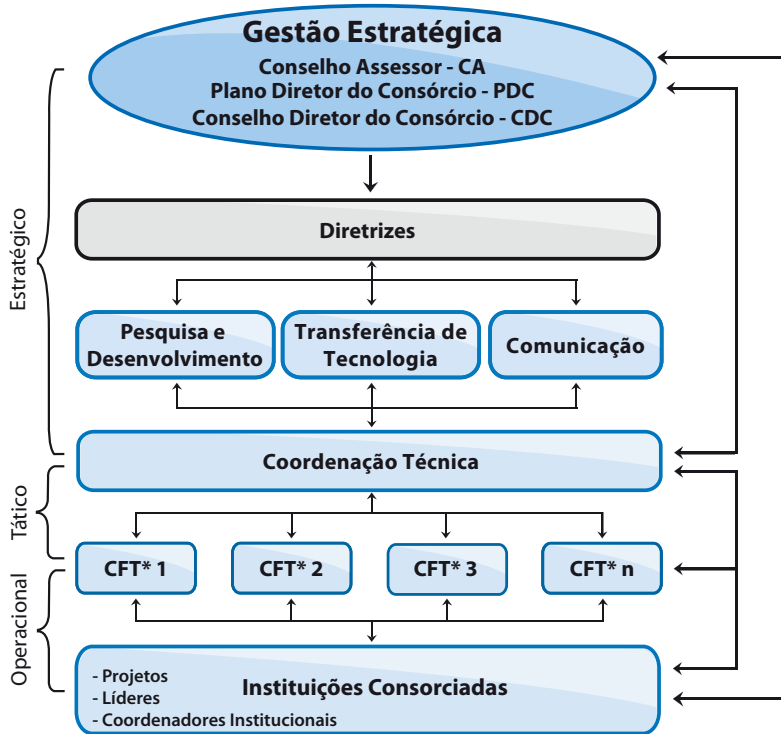 Gestão Estratégica
Conselho Assessor - CA
Plano Diretor do Consórcio - PDC
Conselho Diretor do Consórcio - CDC
Estratégico
Diretrizes
Pesquisa e
Desenvolvimento
Transferência de
Tecnologia
Comunicação
Coordenação Técnica
Tático
CFT* 1
CFT* 2
CFT* 3
CFT* n
Operacional
- Projetos
- Líderes
- Coordenadores Institucionais
Instituições Consorciadas